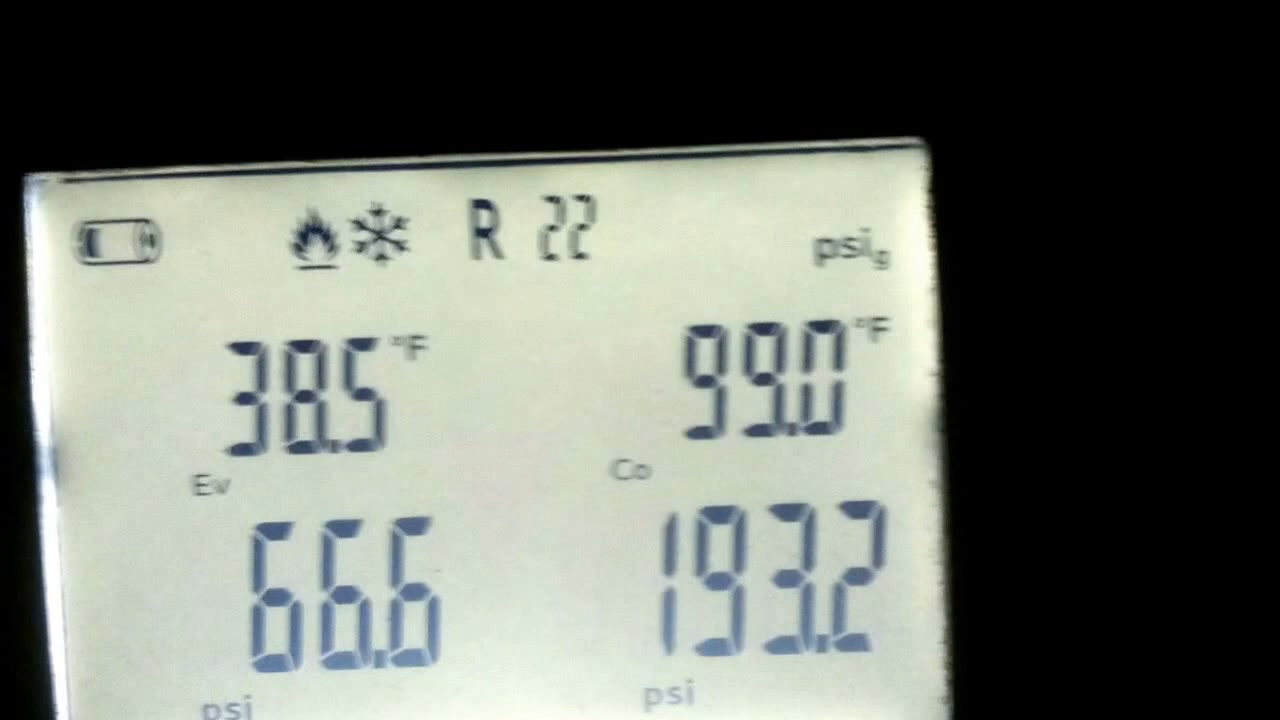 R 22 psig
38.5 °F 99.0 °F
Ev Co
66.6 193.2
psi psi